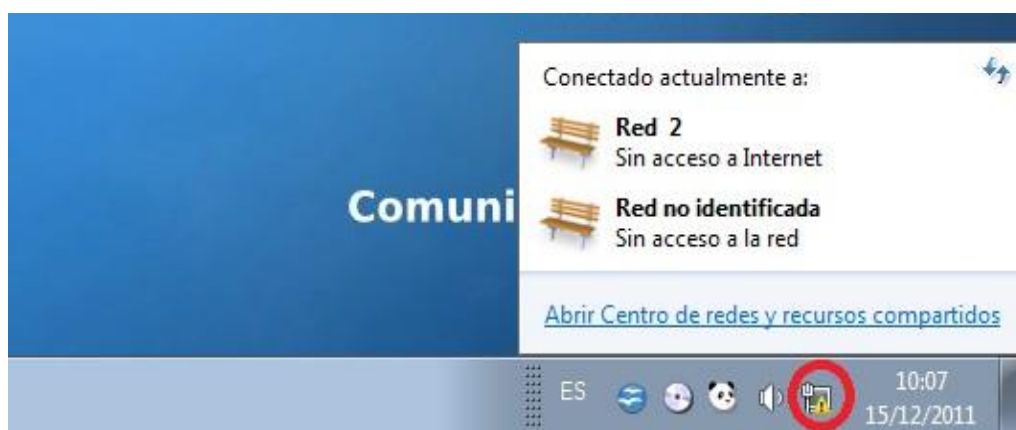 Conectado actualmente a:
Red 2
Sin acceso a Internet
Comuni
Red no identificada
Sin acceso a la red
Abrir Centro de redes y recursos compartidos
ES
10:07
15/12/2011